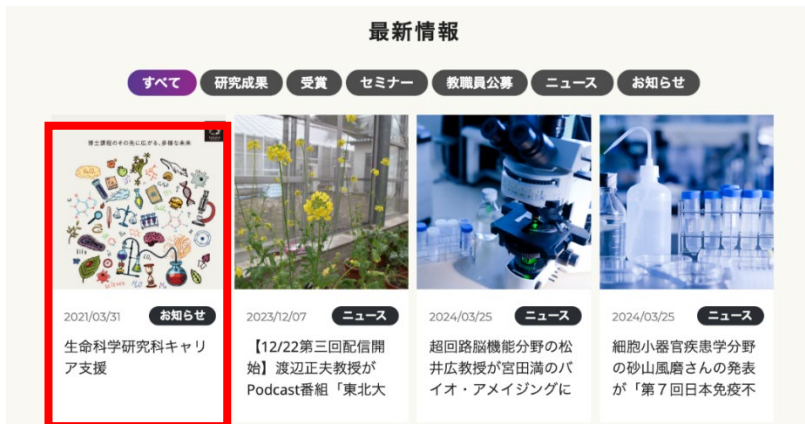 最新情報
すべて
研究成果
受賞
セミナー
教職員公募
ニュース
お知らせ
博士課程のその先に広がる、多様な未来
2021/03/31
お知らせ
生命科学研究科キャリ
ア支援
2023/12/07
ニュース
【12/22第三回配信開
始】渡辺正夫教授が
Podcast番組「東北大
2024/03/25
ニュース
超回路脳機能分野の松
井広教授が宮田満のバ
イオ・アメイジングに
2024/03/25
ニュース
細胞小器官疾患学分野
の砂山風磨さんの発表
が「第７回日本免疫不